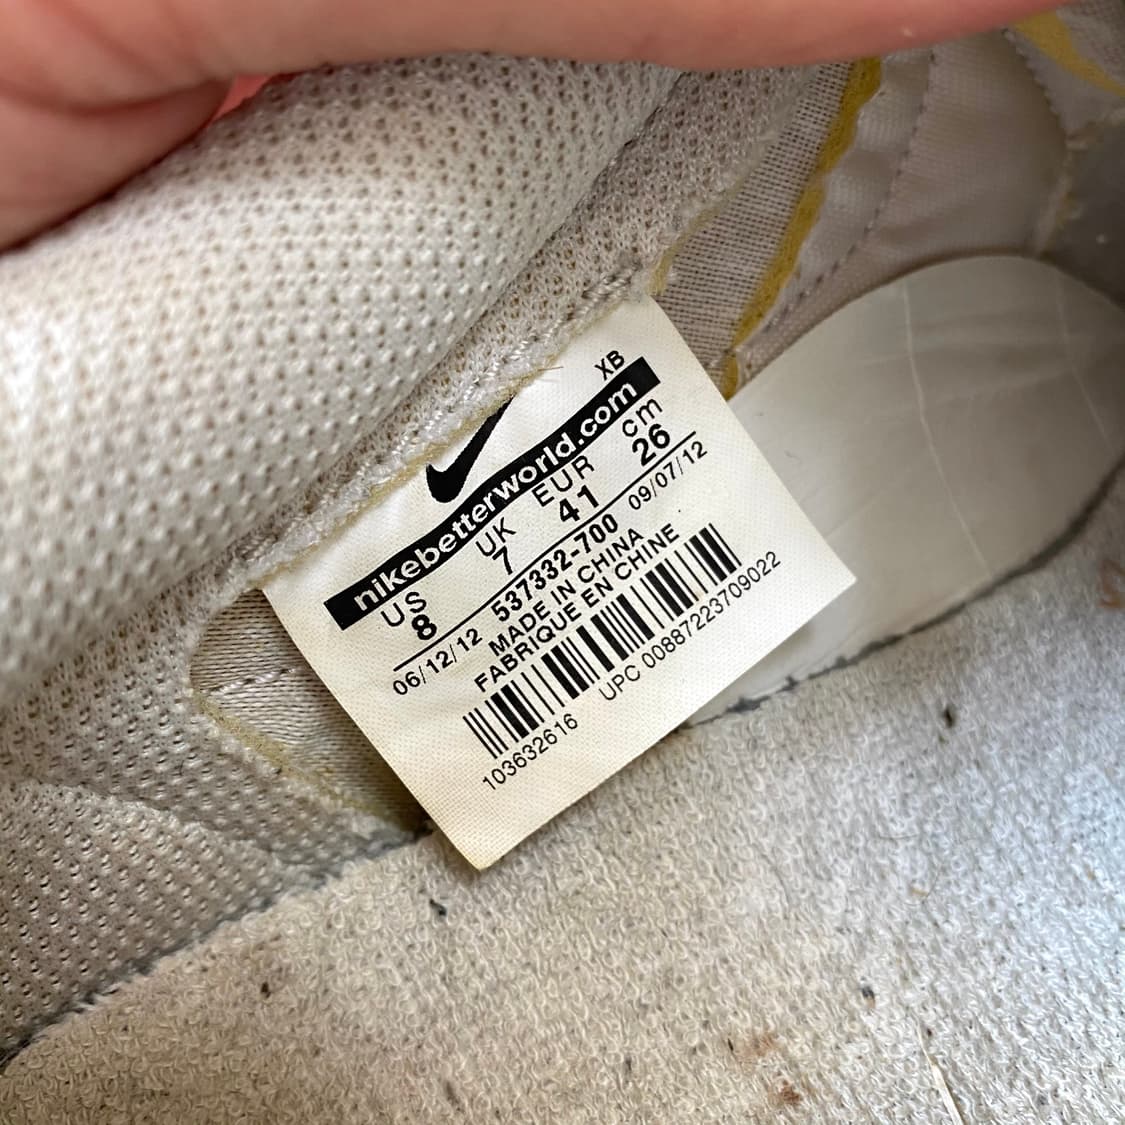 XB
nikebetterworld.com
US UK EUR cm
8 7 41 26
06/12/12 537332-700 09/07/12
MADE IN CHINA
FABRIQUE EN CHINE
103632616 UPC 00887223709022